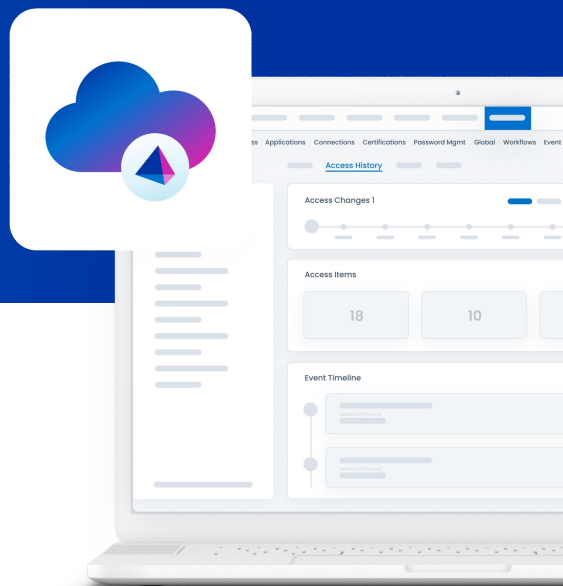 ss Applications Connections Certifications Password Mgmt Global Workflows Event
Access History
Access Changes 1
Access Items
18 10
Event Timeline